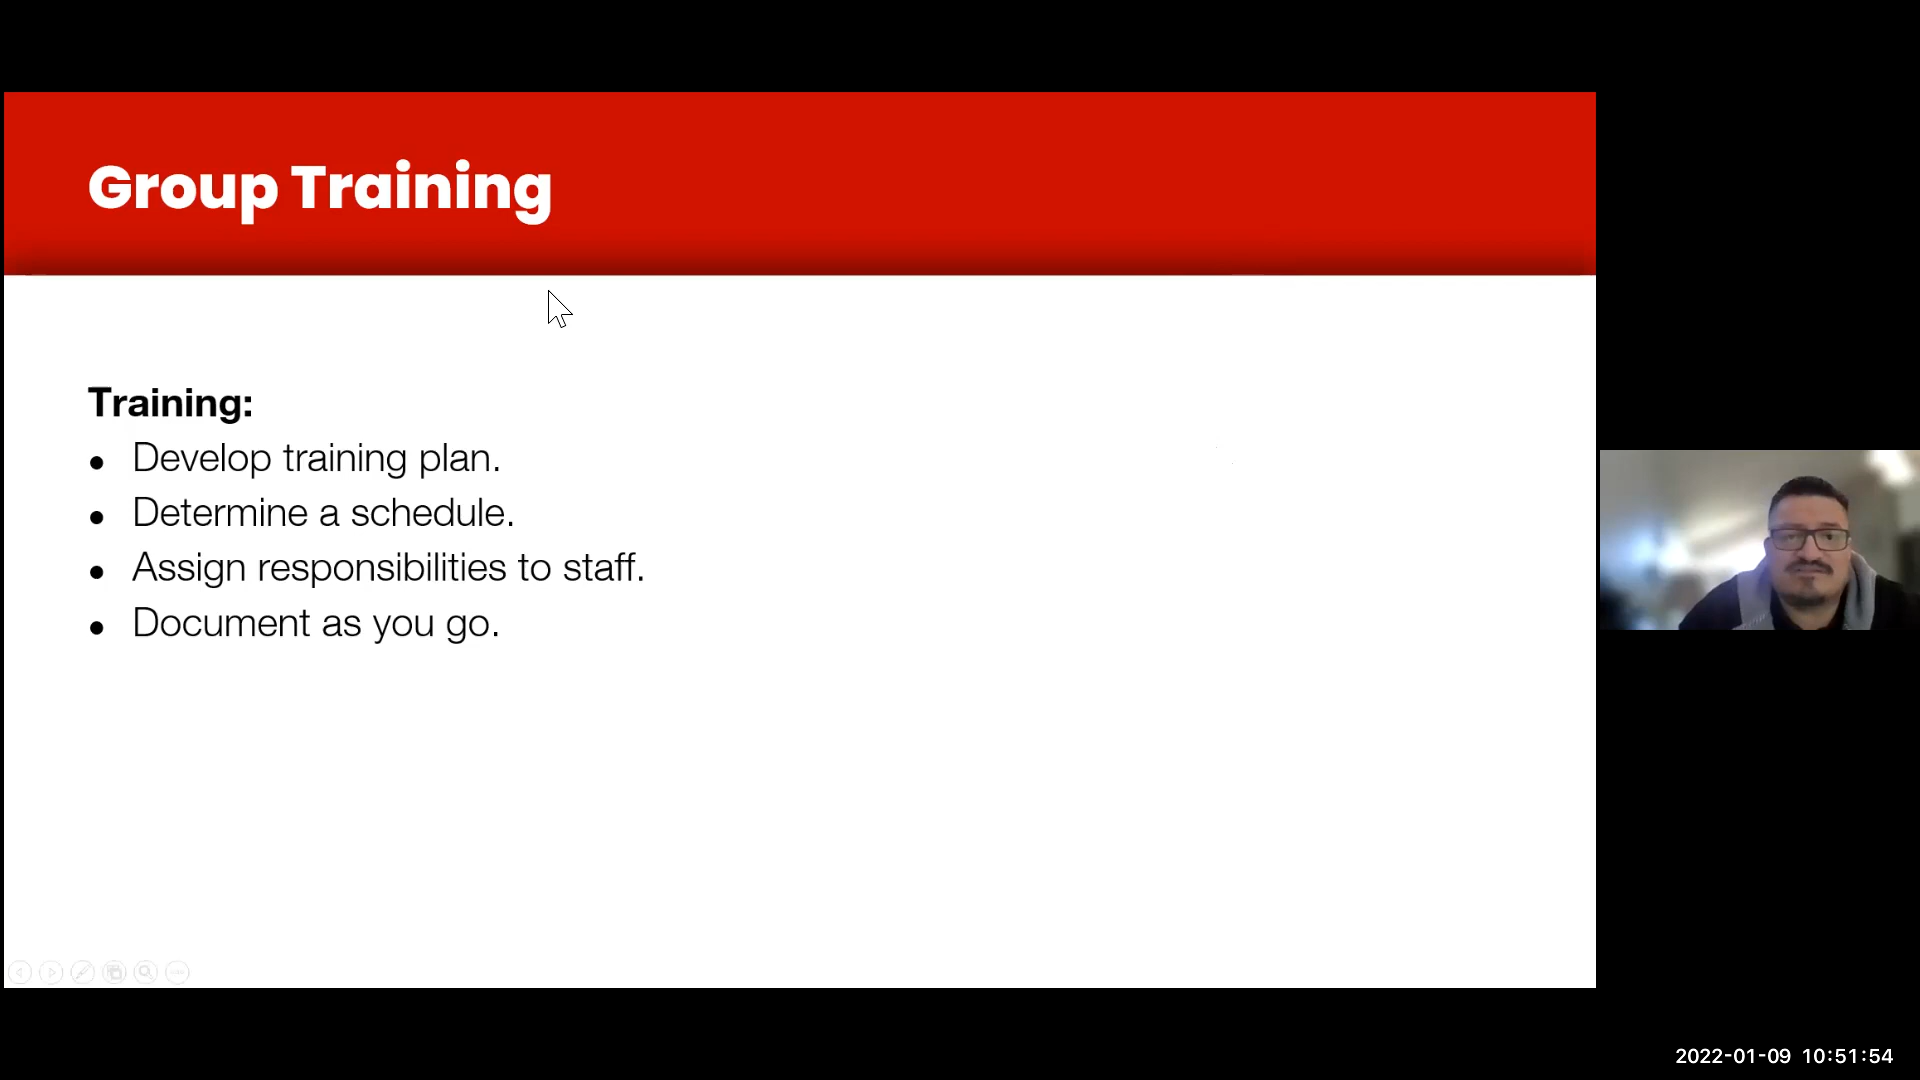 Group Training
Training:
• Develop training plan.
• Determine a schedule.
• Assign responsibilities to staff.
• Document as you go.
2022-01-09 10:51:54